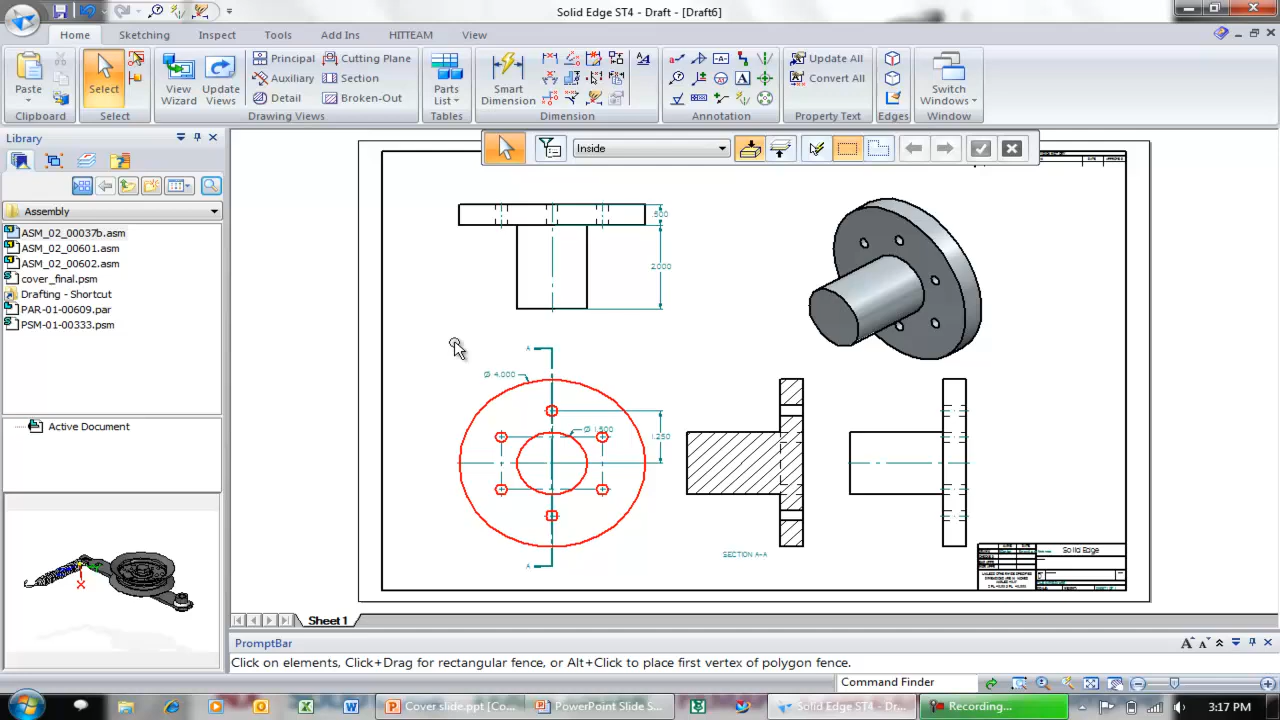 Solid Edge ST4 - Draft - [Draft6]
Home Sketching Inspect Tools Add Ins HITTEAM View
Paste
Clipboard
Select
Select
View Wizard
Update Views
Principal
Auxiliary
Detail
Cutting Plane
Section
Broken-Out
Drawing Views
Parts List
Tables
Smart Dimension
Dimension
Annotation
Update All
Convert All
Property Text
Edges
Switch Windows
Window
Library
Inside
Assembly
ASM_02_00037b.asm
ASM_02_00601.asm
ASM_02_00602.asm
cover_final.psm
Drafting - Shortcut
PAR-01-00609.par
PSM-01-00333.psm
Active Document
.500
2.000
A
Ø 4.000
Ø 1.500
1.250
A
SECTION A-A
Solid Edge
Sheet 1
PromptBar
Click on elements, Click+Drag for rectangular fence, or Alt+Click to place first vertex of polygon fence.
Command Finder
Cover slide.ppt [Co...
PowerPoint Slide S...
Solid Edge ST4 - Dr...
Recording...
3:17 PM